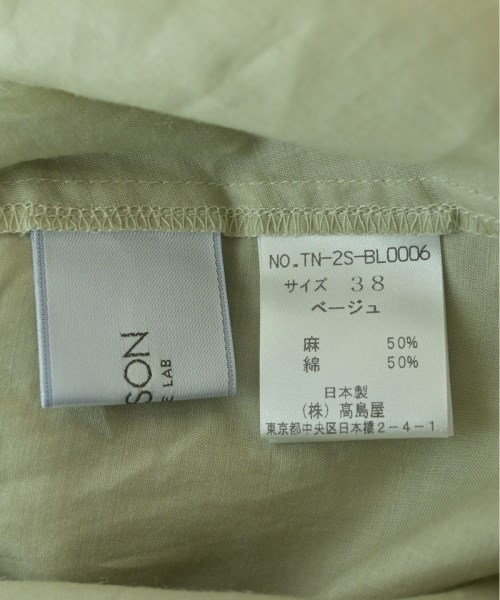 SON
E LAB
NO.TN-2S-BL0006
サイズ 38
ベージュ
麻 50%
綿 50%
日本製
(株) 高島屋
東京都中央区日本橋2-4-1